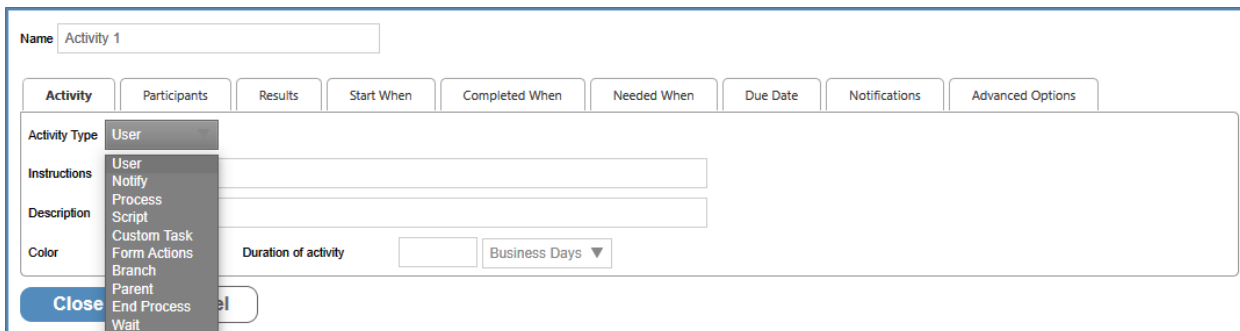 Name Activity 1
Activity Participants Results Start When Completed When Needed When Due Date Notifications Advanced Options
Activity Type User
User
Instructions
Notify
Process
Description
Script
Custom Task
Color Form Actions Duration of activity Business Days
Branch
Parent
Close End Process el
Wait